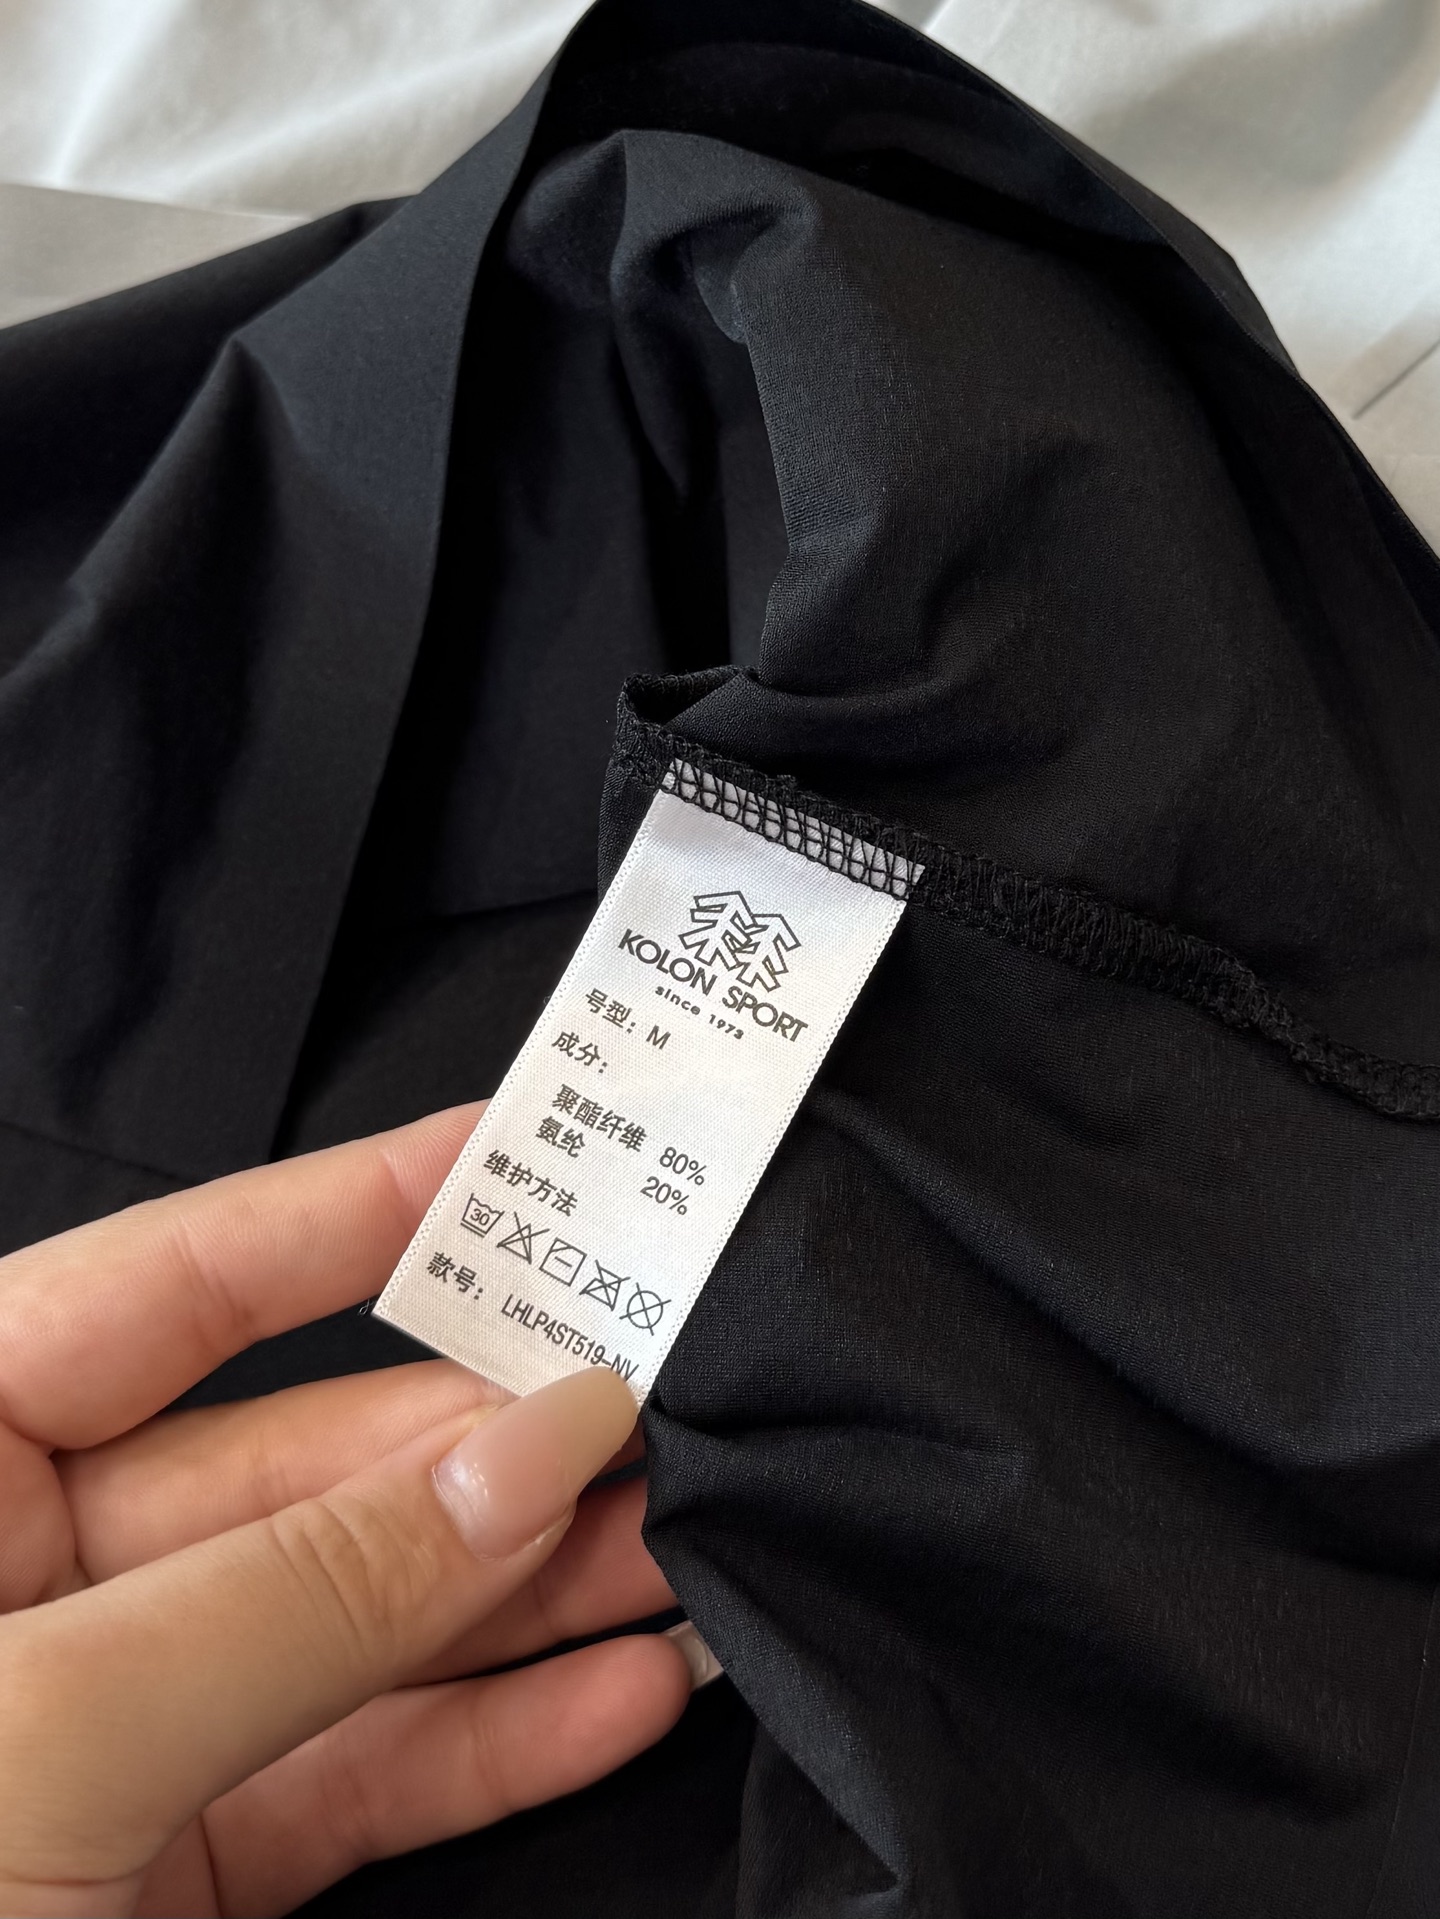 KOLON SPORT
since 1973
号型： M
成分：
聚酯纤维 80%
氨纶 20%
维护方法
30
款号： LHLP4ST519-NV